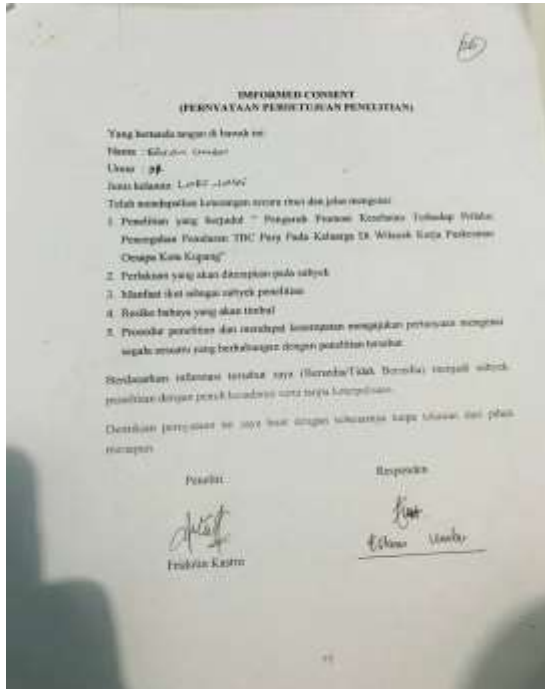 IMFORMED CONSENT
(PERNYATAAN PERSETUJUAN PENELITIAN)
Yang bertanda tangan di bawah ini:
Nama :
Umur :
Jenis kelamin: Laki-laki
Telah mendapatkan keterangan secara rinci dan jelas mengenai:
1. Penelitian yang berjudul " Pengaruh Promosi Kesehatan Terhadap Perilaku
Pencegahan Penularan TBC Paru Pada Keluarga Di Wilayah Kerja Puskesmas
Oesapa Kota Kupang"
2. Perlakuan yang akan diterapkan pada subyek
3. Manfaat ikut sebagai subyek penelitian
4. Resiko bahaya yang akan timbul
5. Prosedur penelitian dan mendapat kesempatan mengajukan pertanyaan mengenai
segala sesuatu yang berhubungan dengan penelitian tersebut.
Berdasarkan informasi tersebut saya (Bersedia/Tidak Bersedia) menjadi subyek
penelitian dengan penuh kesadaran serta tanpa keterpaksaan.
Demikian pernyataan ini saya buat dengan sebenarnya tanpa tekanan dari pihak
manapun.
Peneliti
Responden